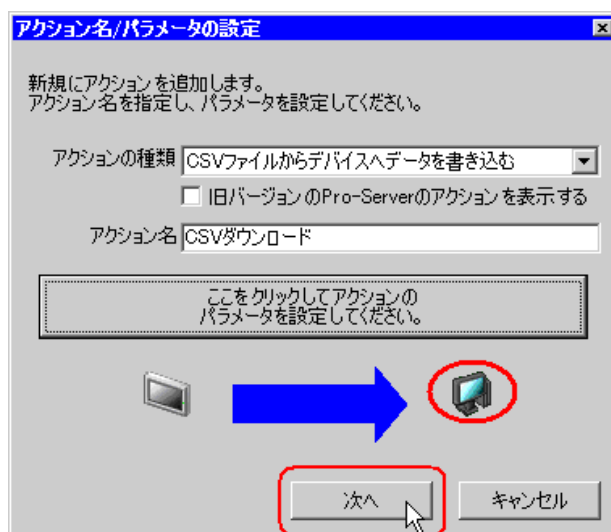 アクション名/パラメータの設定
新規にアクションを追加します。
アクション名を指定し、パラメータを設定してください。
アクションの種類 CSVファイルからデバイスへデータを書き込む
旧バージョンのPro-Serverのアクションを表示する
アクション名 CSVダウンロード
ここをクリックしてアクションの
パラメータを設定してください。
次へ キャンセル